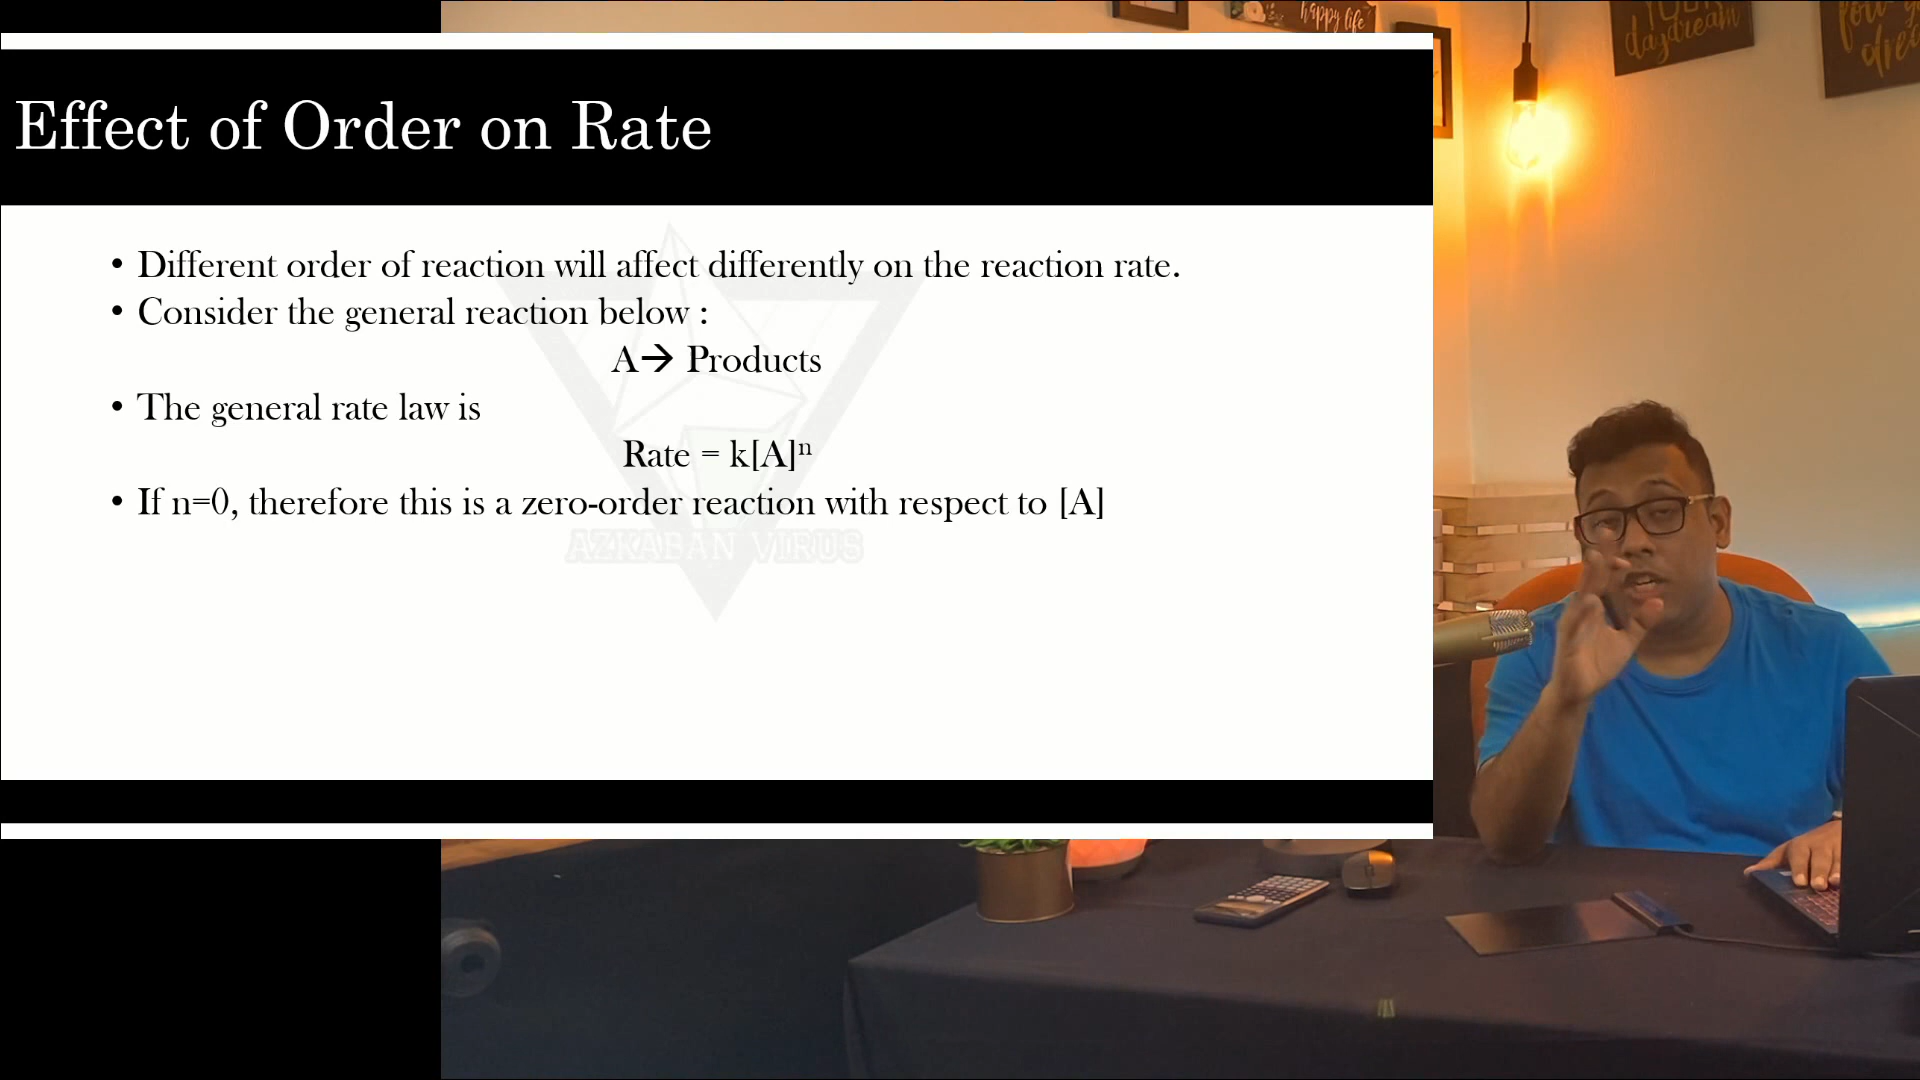 happy life
daydream
Effect of Order on Rate
• Different order of reaction will affect differently on the reaction rate.
• Consider the general reaction below :
A→ Products
• The general rate law is
Rate = k[A]ⁿ
• If n=0, therefore this is a zero-order reaction with respect to [A]
AZKABAN VIRUS